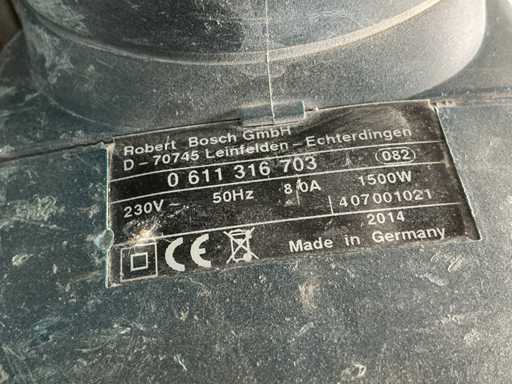 Robert Bosch GmbH
D - 70745 Leinfelden - Echterdingen
0 611 316 703 082
230V ~ 50Hz 8.0A 1500W
407001021
2014
CE Made in Germany